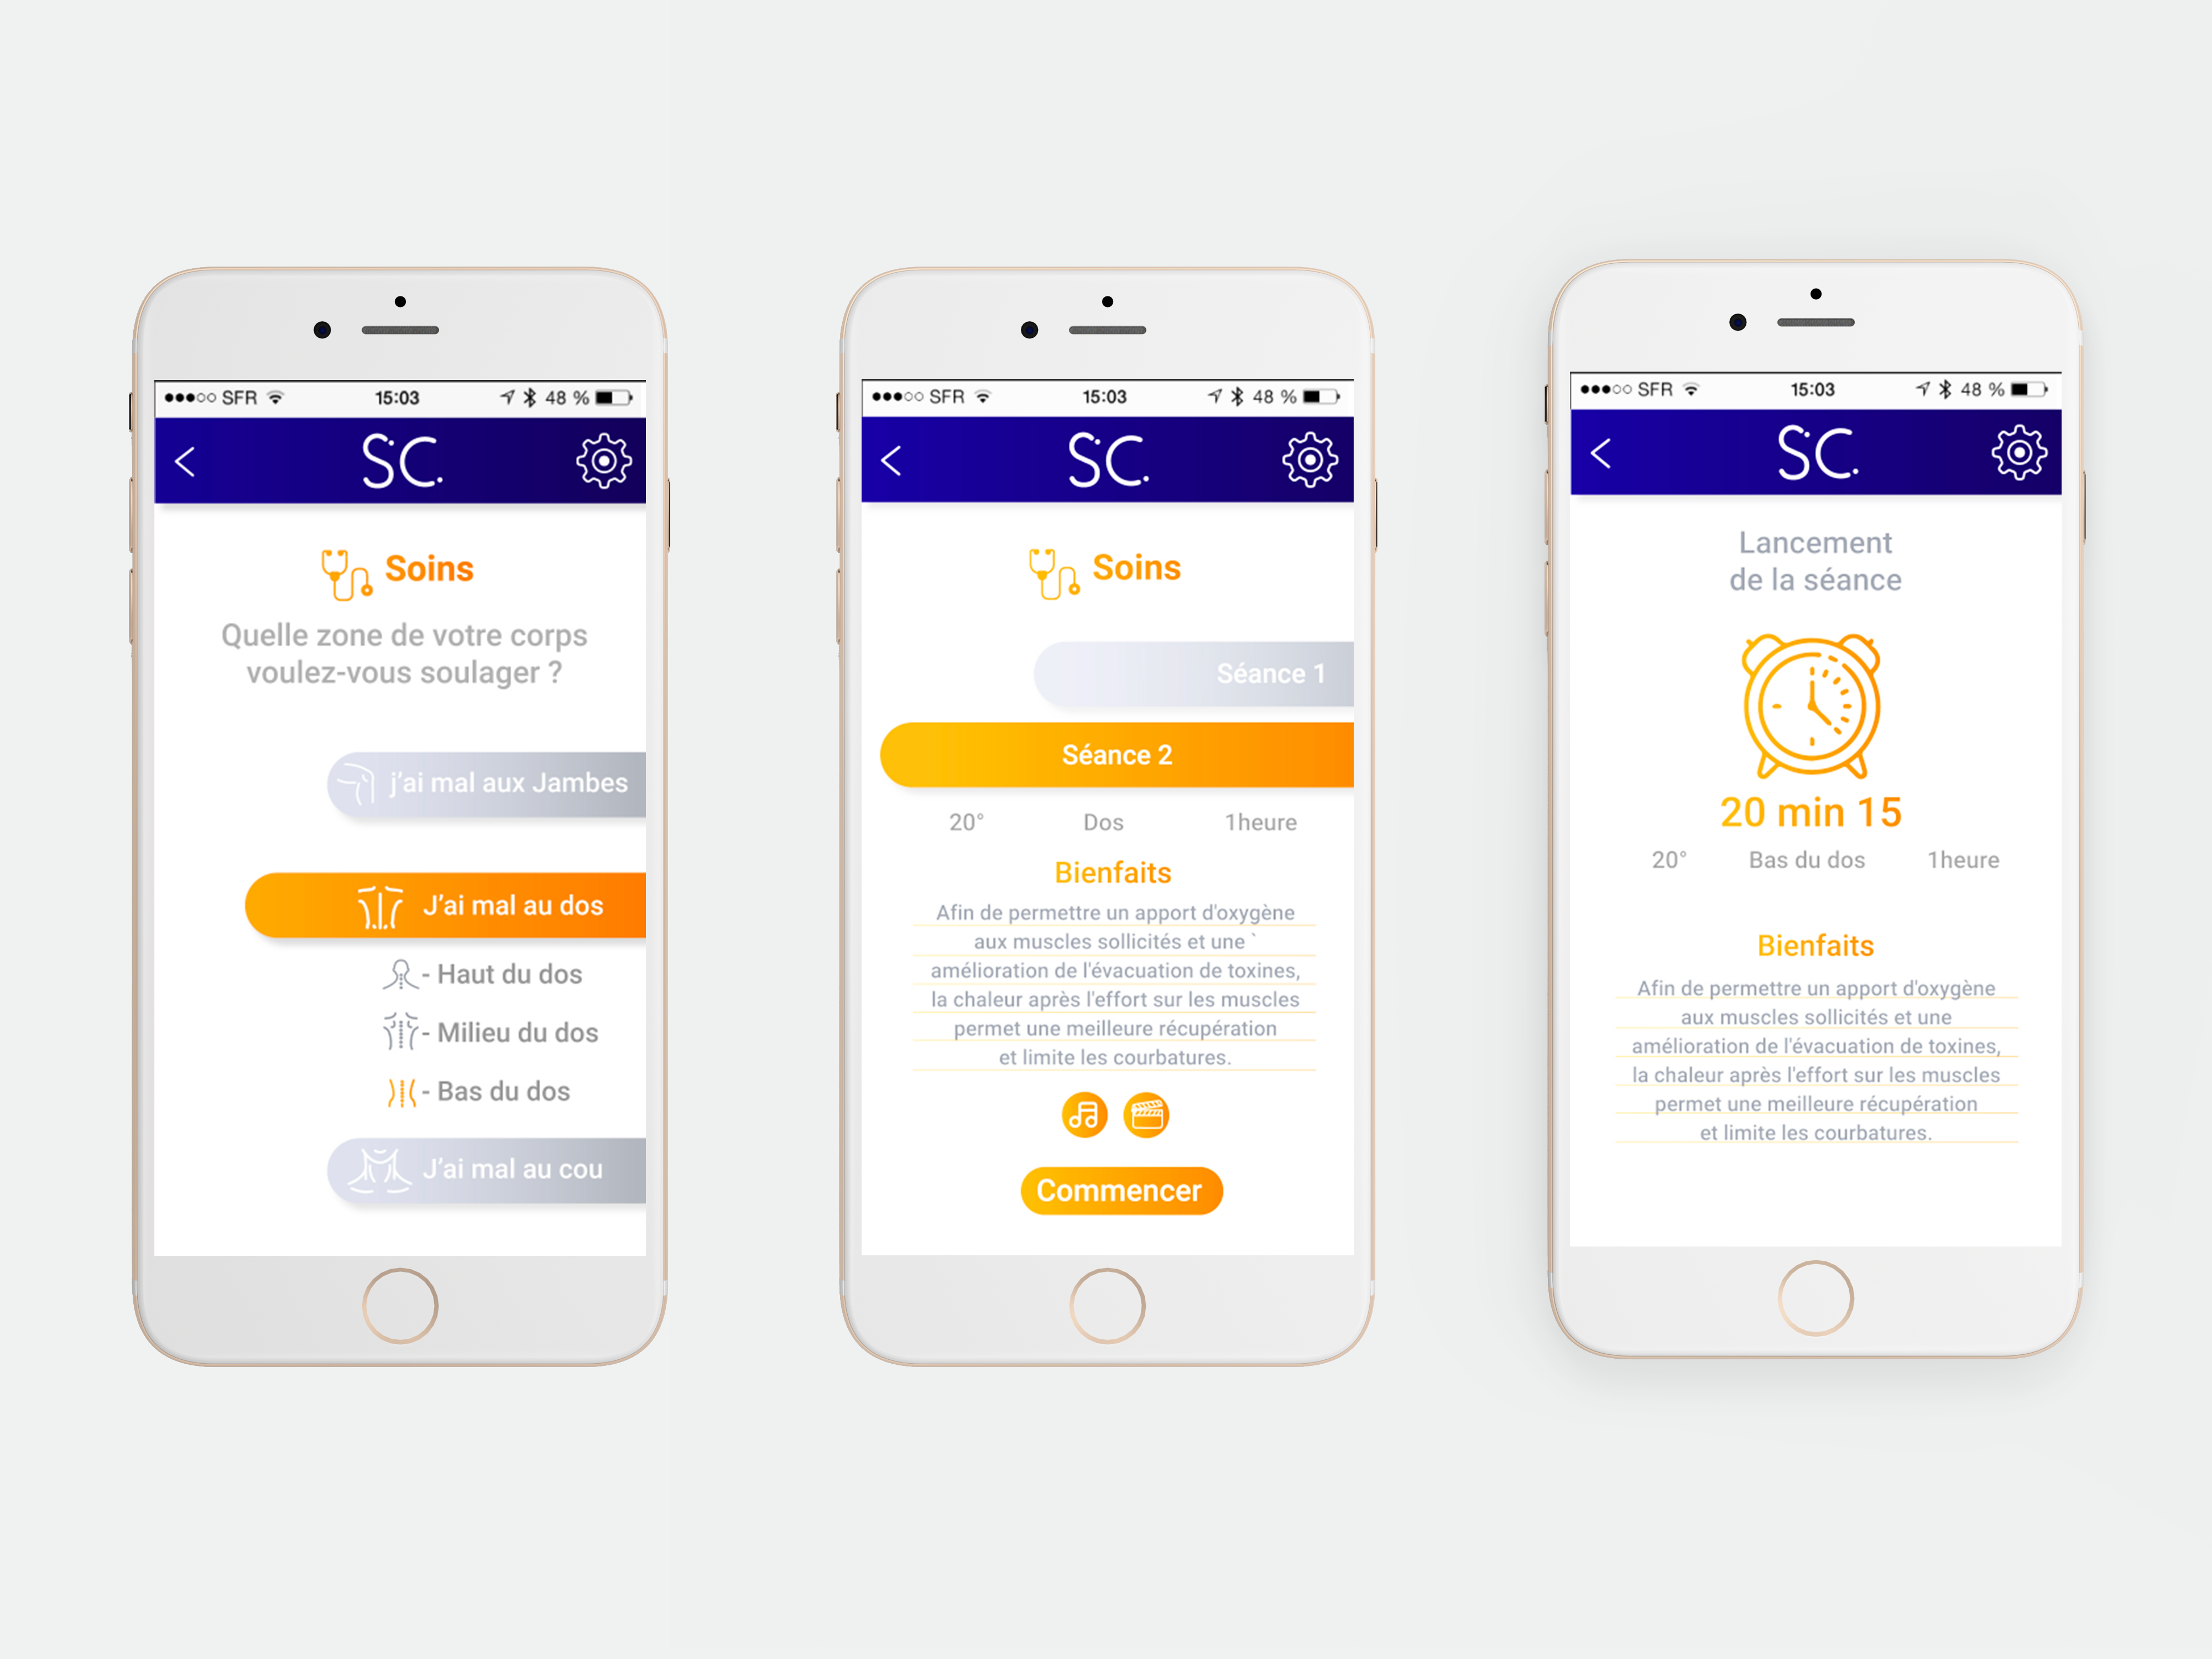 SFR 15:03 48 %
SC.
Soins
Quelle zone de votre corps
voulez-vous soulager ?
j'ai mal aux Jambes
J'ai mal au dos
- Haut du dos
- Milieu du dos
- Bas du dos
J'ai mal au cou
SFR 15:03 48 %
SC.
Soins
Séance 1
Séance 2
20° Dos 1heure
Bienfaits
Afin de permettre un apport d'oxygène
aux muscles sollicités et une `
amélioration de l'évacuation de toxines,
la chaleur après l'effort sur les muscles
permet une meilleure récupération
et limite les courbatures.
Commencer
SFR 15:03 48 %
SC.
Lancement
de la séance
20 min 15
20° Bas du dos 1heure
Bienfaits
Afin de permettre un apport d'oxygène
aux muscles sollicités et une
amélioration de l'évacuation de toxines,
la chaleur après l'effort sur les muscles
permet une meilleure récupération
et limite les courbatures.